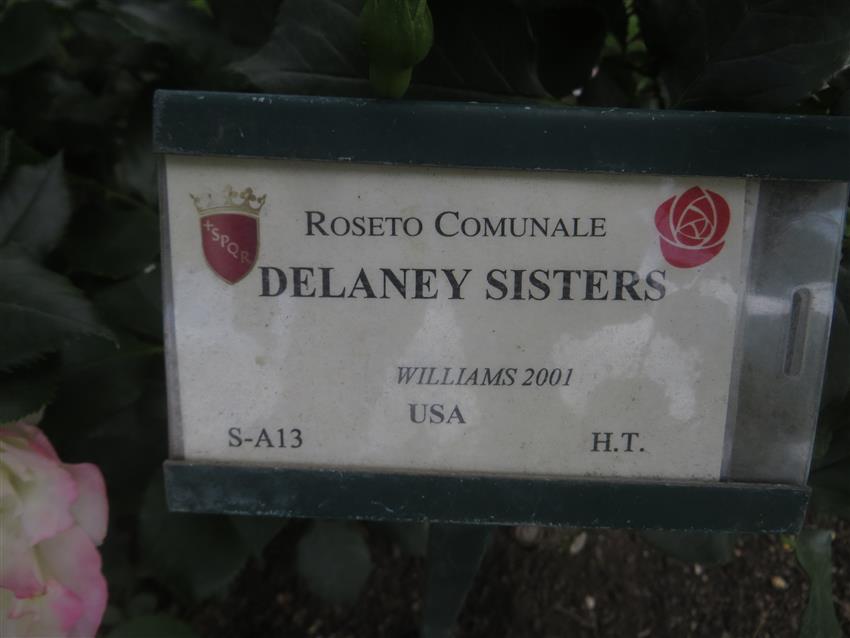 SPQR
ROSETO COMUNALE
DELANEY SISTERS
WILLIAMS 2001
USA
S-A13 H.T.